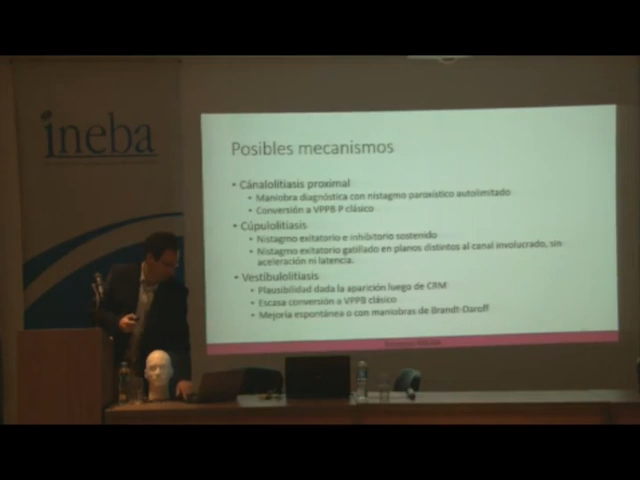 ineba
Posibles mecanismos
• Cánalolitiasis proximal
• Maniobra diagnóstica con nistagmo paroxístico autolimitado
• Conversión a VPPB P clásico
• Cúpulolitiasis
• Nistagmo exitatorio e inhibitorio sostenido
• Nistagmo exitatorio gatillado en planos distintos al canal involucrado, sin
aceleración ni latencia.
• Vestíbulolitiasis
• Plausibilidad dada la aparición luego de CRM
• Escasa conversión a VPPB clásico
• Mejoría espontánea o con maniobras de Brandt-Daroff